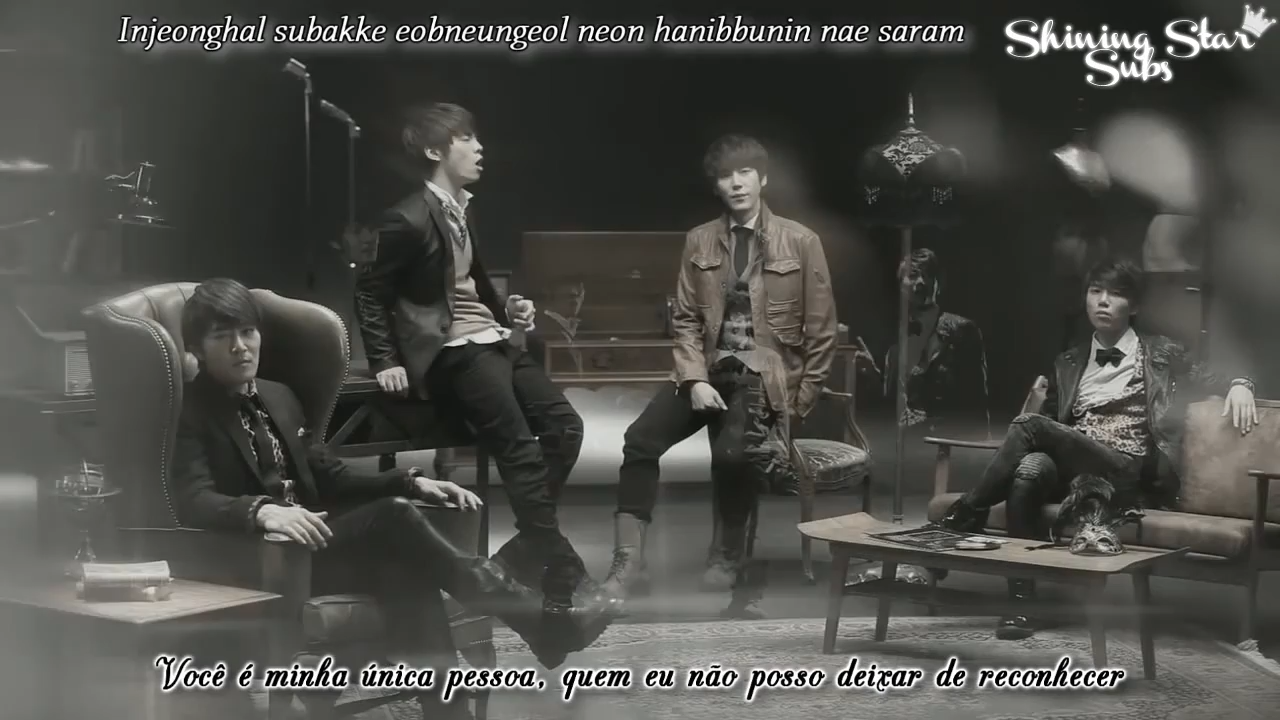 Injeonghal subakke eobneungeol neon hanibbunin nae saram
Shining Star
Subs
Você é minha única pessoa, quem eu não posso deixar de reconhecer